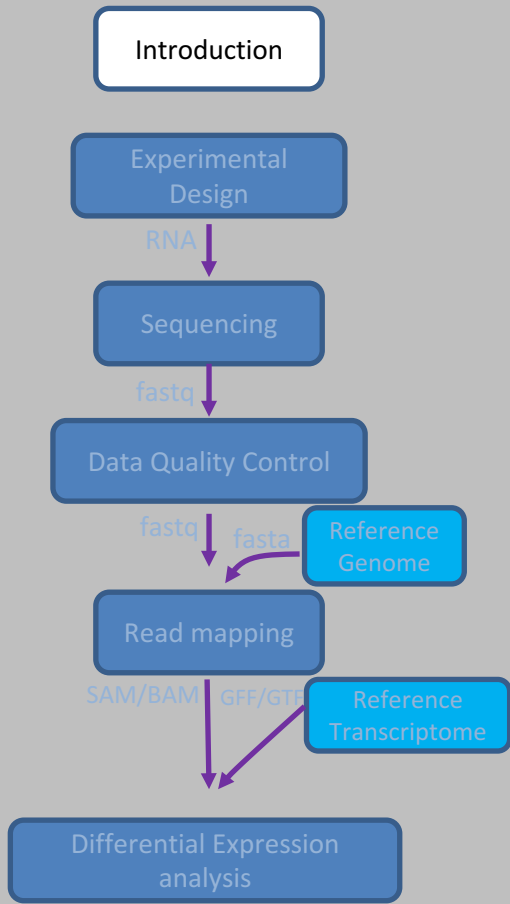 Introduction
Experimental
Design
RNA
Sequencing
fastq
Data Quality Control
fastq
fasta
Reference
Genome
Read mapping
SAM/BAM
GFF/GTF
Reference
Transcriptome
Differential Expression
analysis